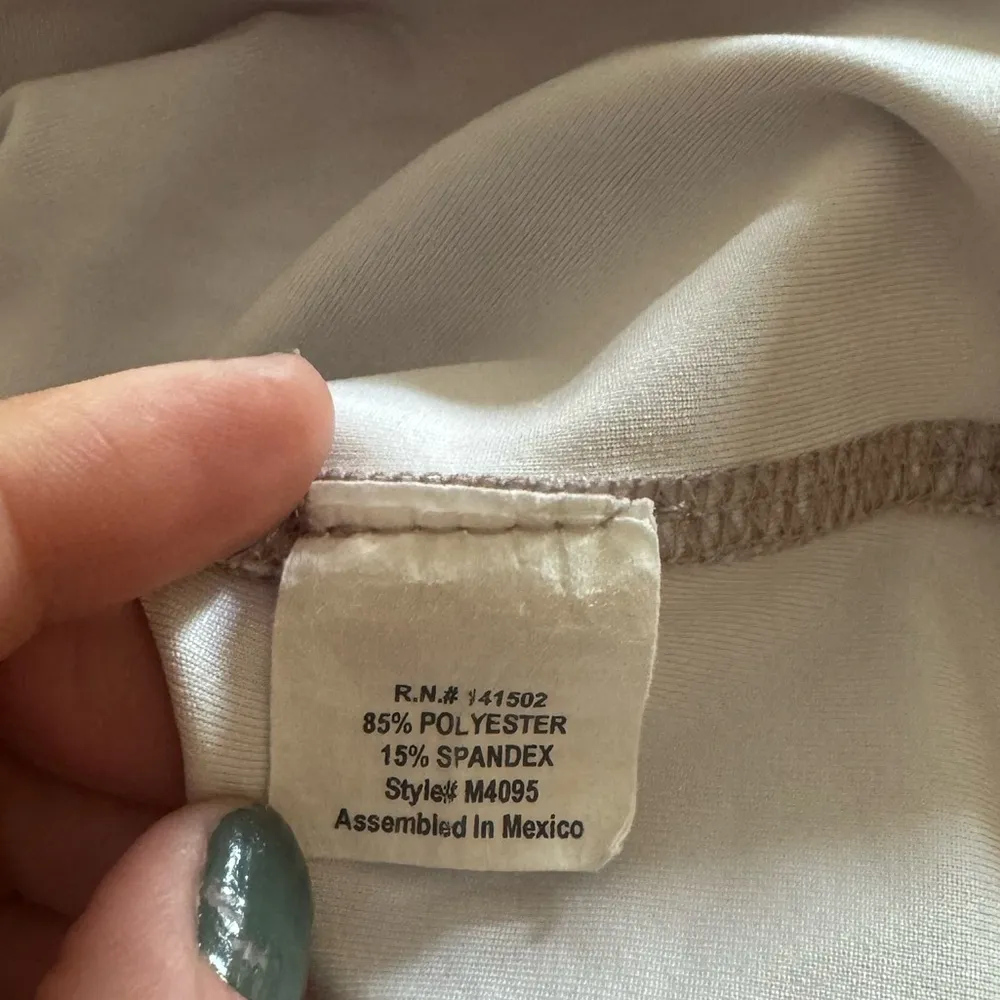 R.N.# 141502
85% POLYESTER
15% SPANDEX
Style# M4095
Assembled In Mexico